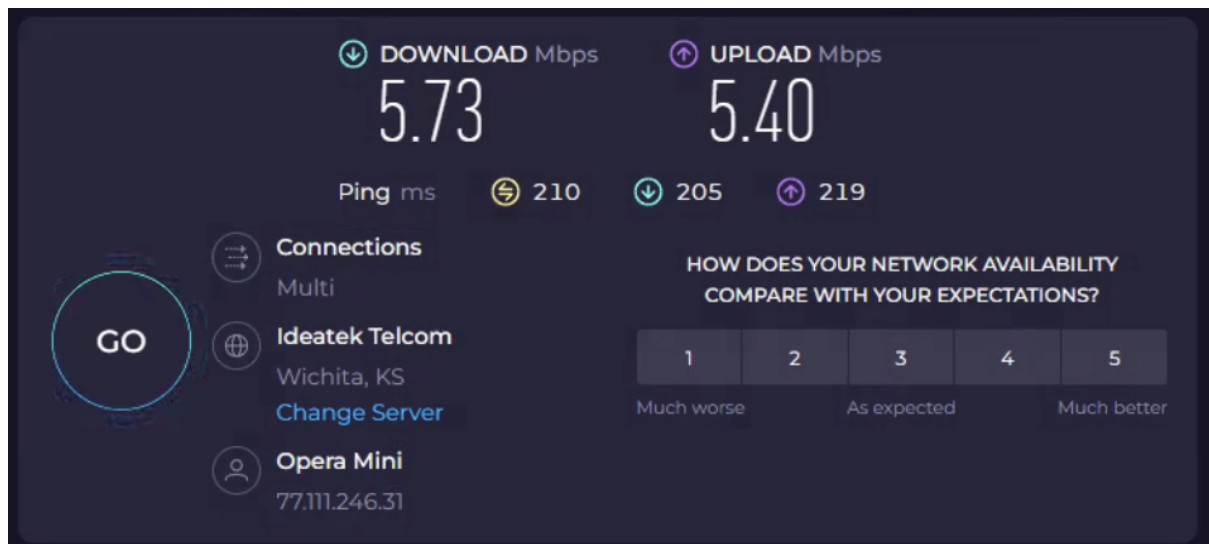 DOWNLOAD Mbps
5.73
UPLOAD Mbps
5.40
Ping ms 210 205 219
GO
Connections
Multi
Ideatek Telcom
Wichita, KS
Change Server
Opera Mini
77.111.246.31
HOW DOES YOUR NETWORK AVAILABILITY
COMPARE WITH YOUR EXPECTATIONS?
1 2 3 4 5
Much worse As expected Much better